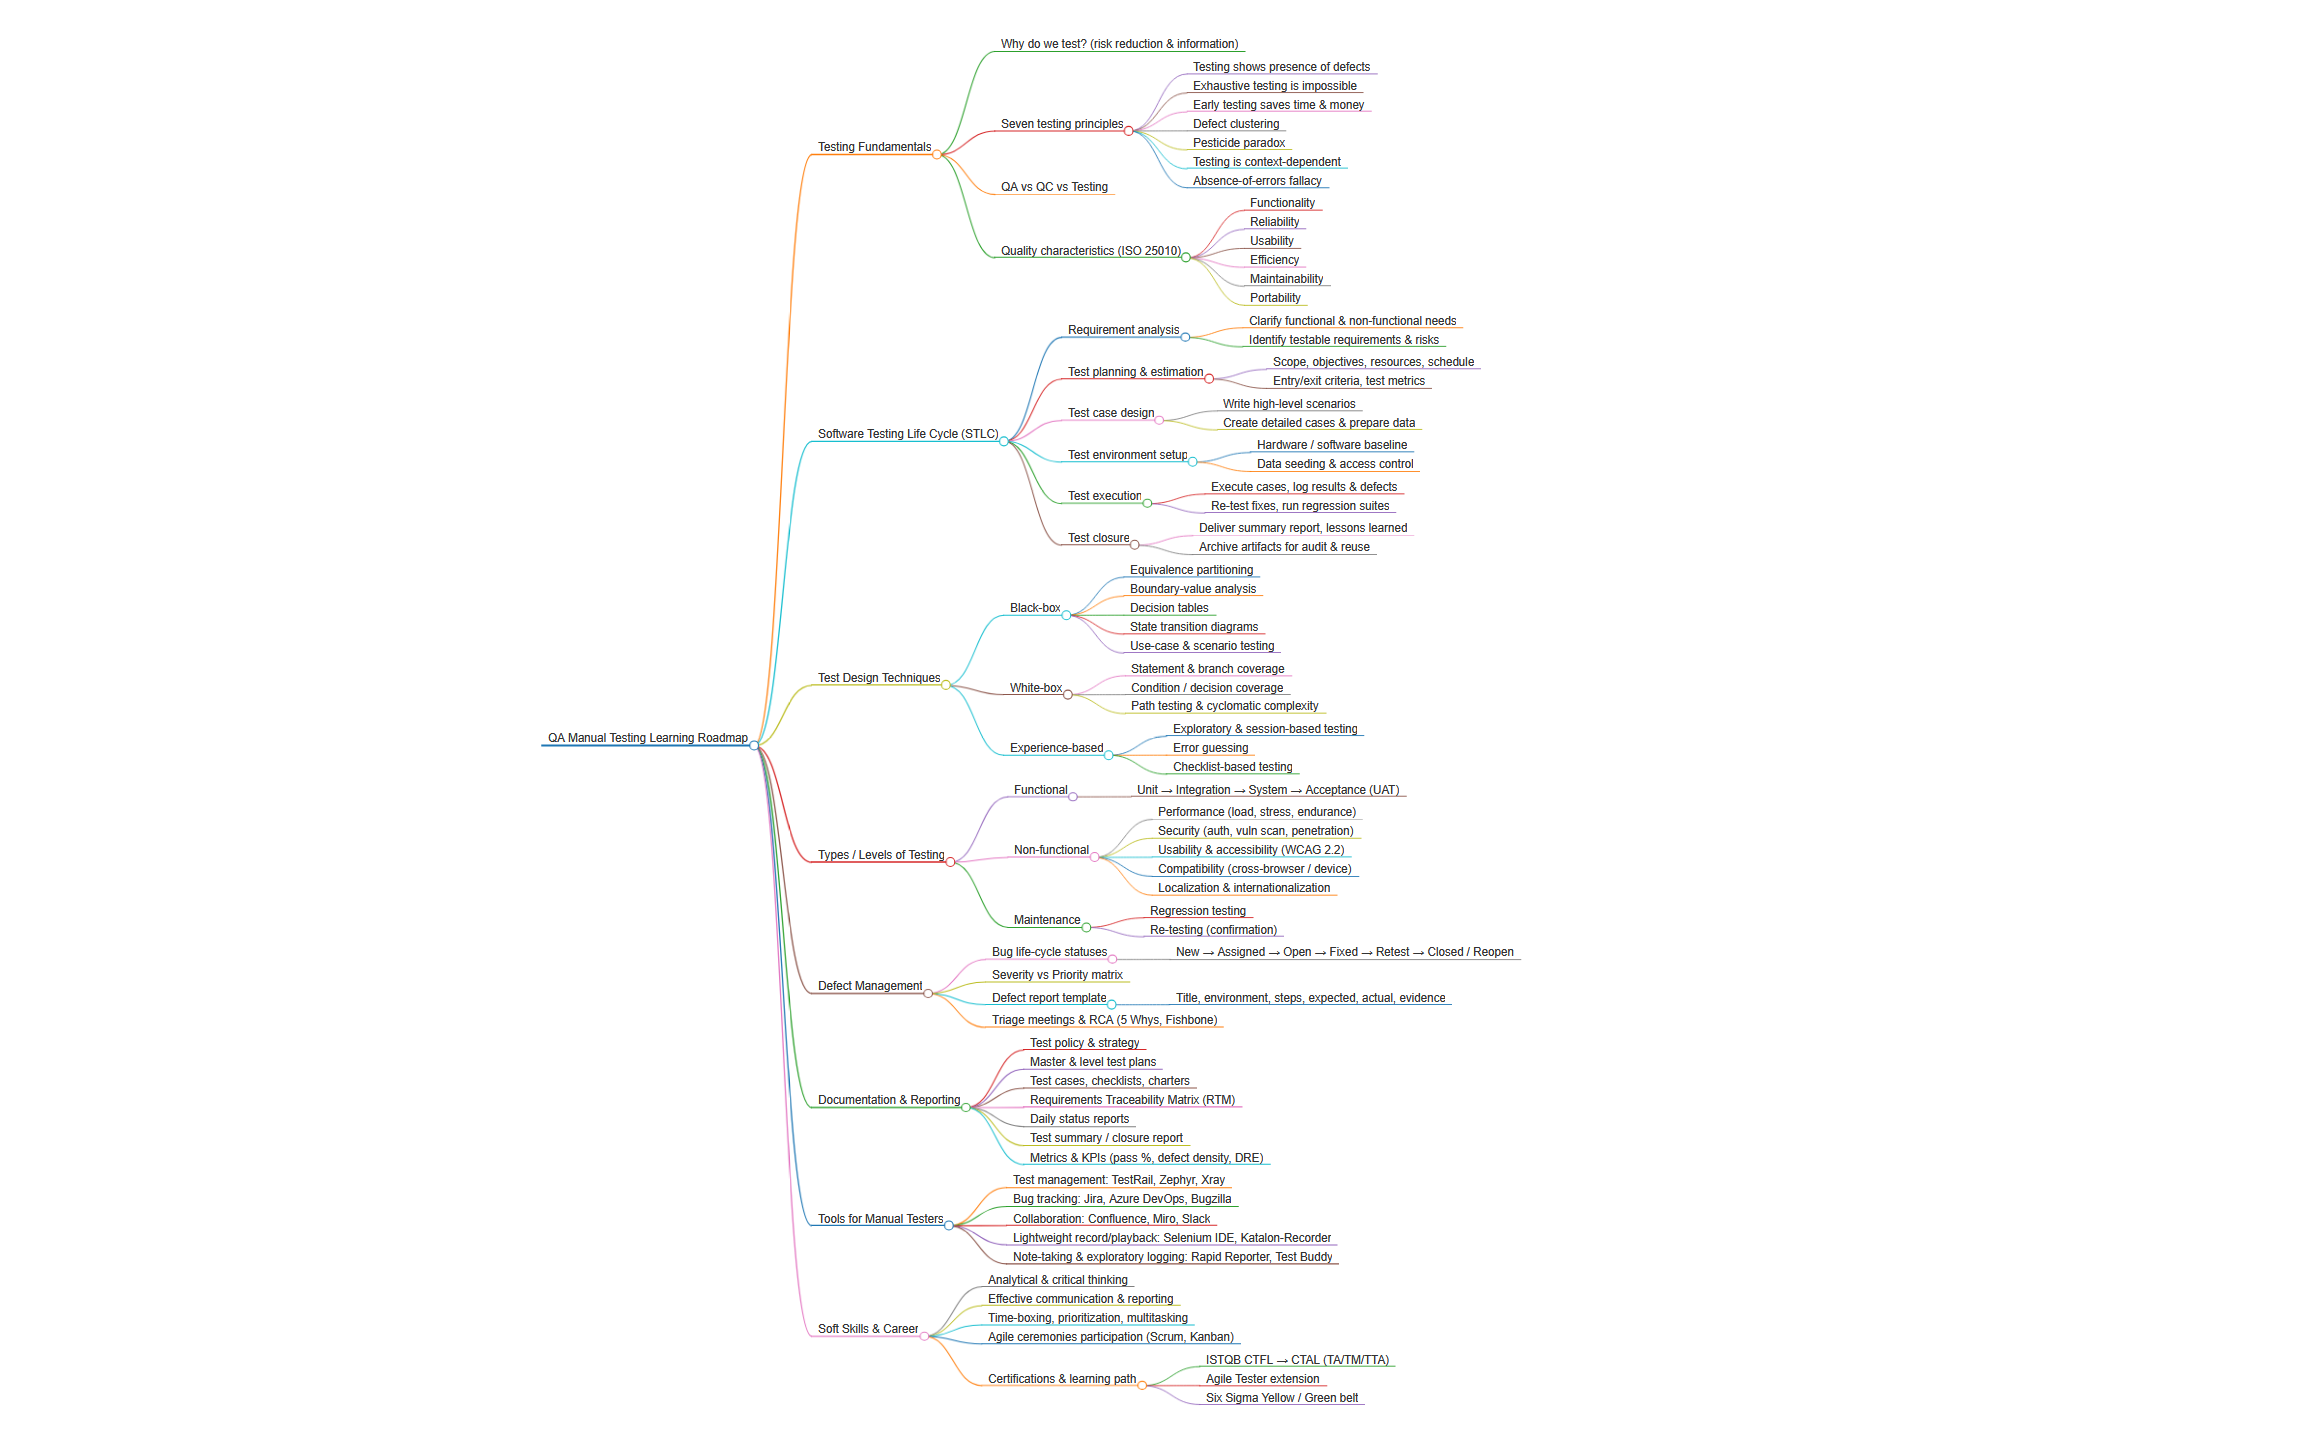 QA Manual Testing Learning Roadmap
Testing Fundamentals
Why do we test? (risk reduction & information)
Seven testing principles
Testing shows presence of defects
Exhaustive testing is impossible
Early testing saves time & money
Defect clustering
Pesticide paradox
Testing is context-dependent
Absence-of-errors fallacy
QA vs QC vs Testing
Quality characteristics (ISO 25010)
Functionality
Reliability
Usability
Efficiency
Maintainability
Portability
Software Testing Life Cycle (STLC)
Requirement analysis
Clarify functional & non-functional needs
Identify testable requirements & risks
Test planning & estimation
Scope, objectives, resources, schedule
Entry/exit criteria, test metrics
Test case design
Write high-level scenarios
Create detailed cases & prepare data
Test environment setup
Hardware / software baseline
Data seeding & access control
Test execution
Execute cases, log results & defects
Re-test fixes, run regression suites
Test closure
Deliver summary report, lessons learned
Archive artifacts for audit & reuse
Test Design Techniques
Black-box
Equivalence partitioning
Boundary-value analysis
Decision tables
State transition diagrams
Use-case & scenario testing
White-box
Statement & branch coverage
Condition / decision coverage
Path testing & cyclomatic complexity
Experience-based
Exploratory & session-based testing
Error guessing
Checklist-based testing
Types / Levels of Testing
Functional
Unit → Integration → System → Acceptance (UAT)
Non-functional
Performance (load, stress, endurance)
Security (auth, vuln scan, penetration)
Usability & accessibility (WCAG 2.2)
Compatibility (cross-browser / device)
Localization & internationalization
Maintenance
Regression testing
Re-testing (confirmation)
Defect Management
Bug life-cycle statuses
New → Assigned → Open → Fixed → Retest → Closed / Reopen
Severity vs Priority matrix
Defect report template
Title, environment, steps, expected, actual, evidence
Triage meetings & RCA (5 Whys, Fishbone)
Documentation & Reporting
Test policy & strategy
Master & level test plans
Test cases, checklists, charters
Requirements Traceability Matrix (RTM)
Daily status reports
Test summary / closure report
Metrics & KPIs (pass %, defect density, DRE)
Tools for Manual Testers
Test management: TestRail, Zephyr, Xray
Bug tracking: Jira, Azure DevOps, Bugzilla
Collaboration: Confluence, Miro, Slack
Lightweight record/playback: Selenium IDE, Katalon-Recorder
Note-taking & exploratory logging: Rapid Reporter, Test Buddy
Soft Skills & Career
Analytical & critical thinking
Effective communication & reporting
Time-boxing, prioritization, multitasking
Agile ceremonies participation (Scrum, Kanban)
Certifications & learning path
ISTQB CTFL → CTAL (TA/TM/TTA)
Agile Tester extension
Six Sigma Yellow / Green belt